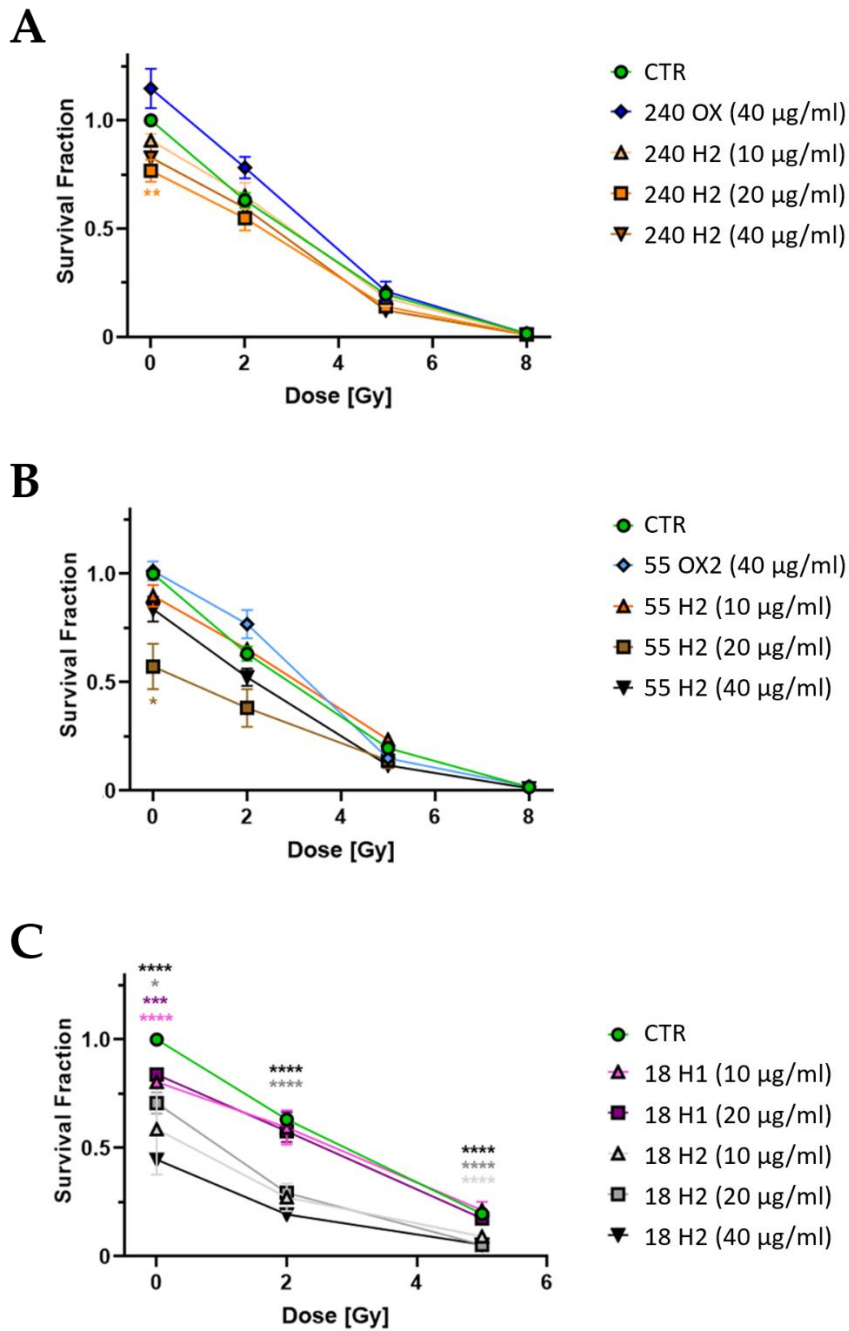 A
Survival Fraction
1.0
0.5
0
0
2
4
6
8
Dose [Gy]
**
CTR
240 OX (40 µg/ml)
240 H2 (10 µg/ml)
240 H2 (20 µg/ml)
240 H2 (40 µg/ml)
B
Survival Fraction
1.0
0.5
0
0
2
4
6
8
Dose [Gy]
*
CTR
55 OX2 (40 µg/ml)
55 H2 (10 µg/ml)
55 H2 (20 µg/ml)
55 H2 (40 µg/ml)
C
****
*
***
****
****
****
****
****
****
Survival Fraction
1.0
0.5
0
0
2
4
6
Dose [Gy]
CTR
18 H1 (10 µg/ml)
18 H1 (20 µg/ml)
18 H2 (10 µg/ml)
18 H2 (20 µg/ml)
18 H2 (40 µg/ml)